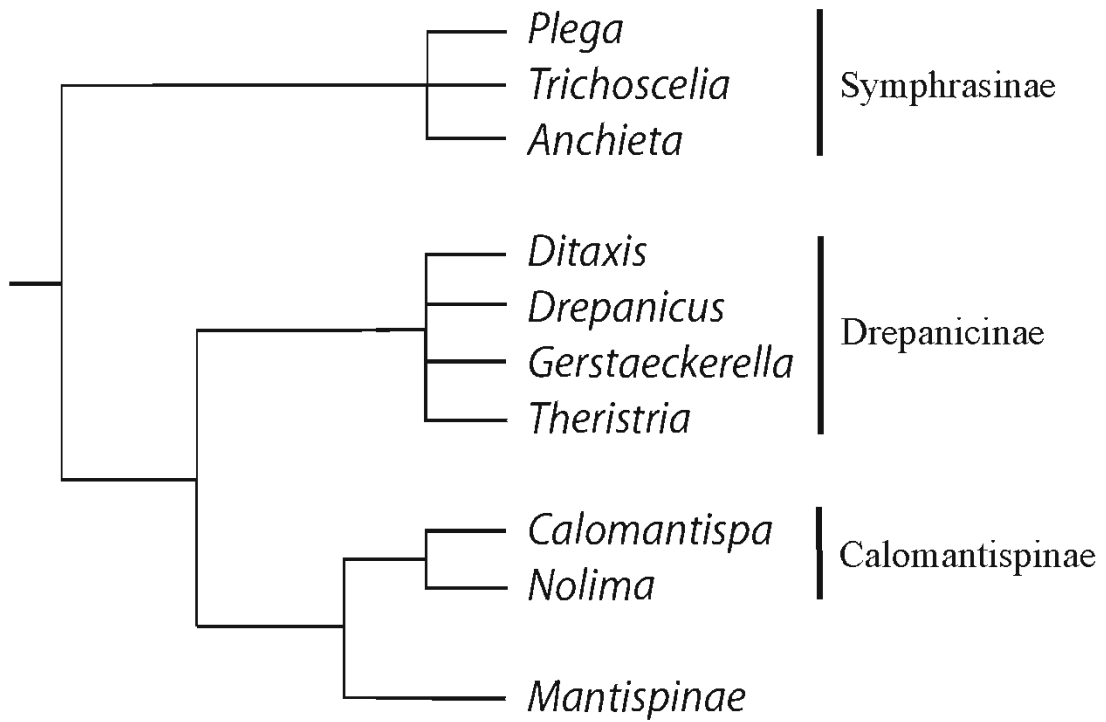 Plega
Trichoscelia
Anchieta
Symphrasinae
Ditaxis
Drepanicus
Gerstaeckerella
Theristria
Drepanicinae
Calomantispa
Nolima
Calomantispinae
Mantispinae